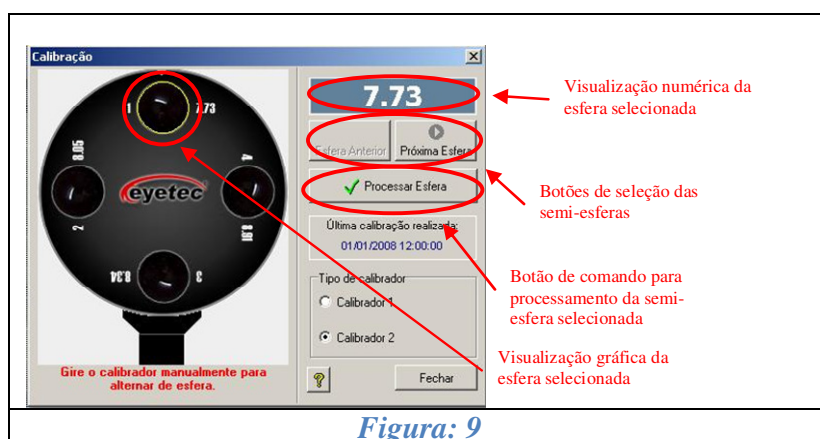 Calibração
1
7.73
8.05
2
4
8.91
8.34
3
eyetec
Gire o calibrador manualmente para
alternar de esfera.
7.73
Esfera Anterior
Próxima Esfera
Processar Esfera
Última calibração realizada:
01/01/2008 12:00:00
Tipo de calibrador
Calibrador 1
Calibrador 2
?
Fechar
Visualização numérica da
esfera selecionada
Botões de seleção das
semi-esferas
Botão de comando para
processamento da semi-
esfera selecionada
Visualização gráfica da
esfera selecionada
Figura: 9